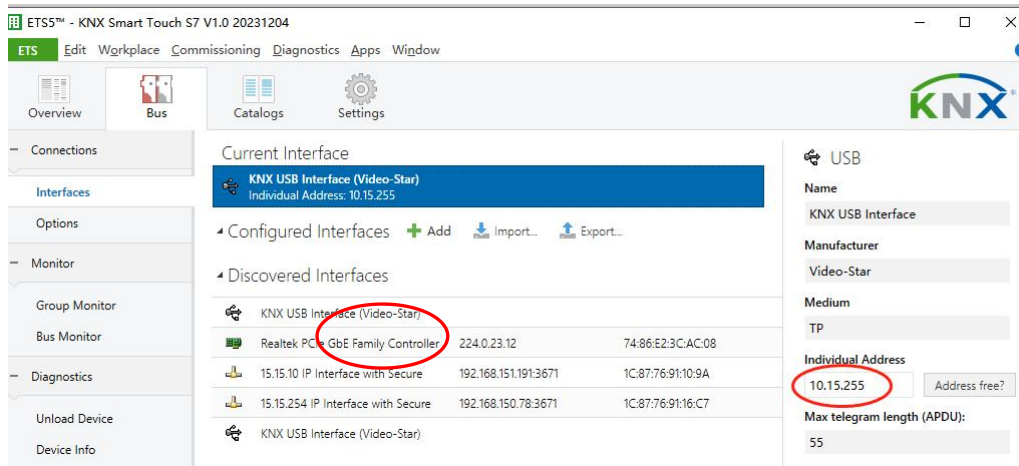 ETS5™ - KNX Smart Touch S7 V1.0 20231204
ETS Edit Workplace Commissioning Diagnostics Apps Window
Overview Bus Catalogs Settings
KNX
Connections
Interfaces
Options
Monitor
Group Monitor
Bus Monitor
Diagnostics
Unload Device
Device Info
Current Interface
KNX USB Interface (Video-Star)
Individual Address: 10.15.255
Configured Interfaces Add Import... Export...
Discovered Interfaces
KNX USB Interface (Video-Star)
Realtek PCIe GbE Family Controller 224.0.23.12 74:86:E2:3C:AC:08
15.15.10 IP Interface with Secure 192.168.151.191:3671 1C:87:76:91:10:9A
15.15.254 IP Interface with Secure 192.168.150.78:3671 1C:87:76:91:16:C7
KNX USB Interface (Video-Star)
USB
Name
KNX USB Interface
Manufacturer
Video-Star
Medium
TP
Individual Address
10.15.255 Address free?
Max telegram length (APDU):
55